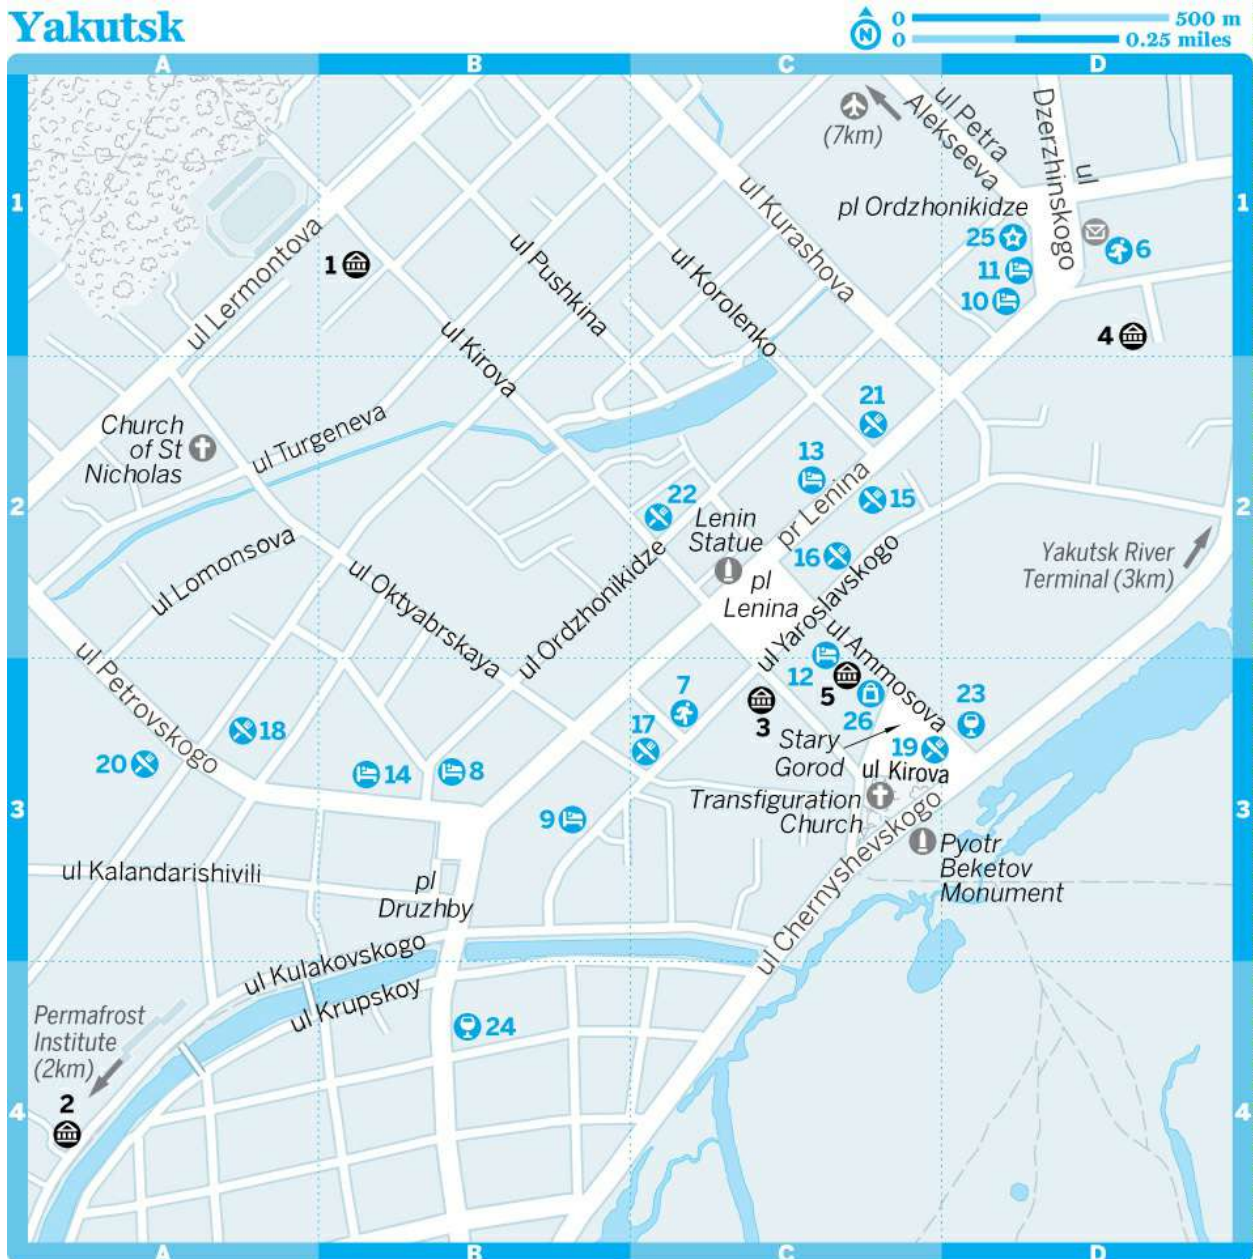 Yakutsk
0 500 m
0 0.25 miles
N
A B C D
ul Petra
Alekseeva
(7km)
Dzerzhinskogo
ul
1 1
pl Ordzhonikidze
ul Kurashova
25
6
11
10
1
ul Lermontova
ul Pushkina
ul Korolenko
4
ul Kirova
21
Church
of St
Nicholas
ul Turgeneva
13
2 2
22
pr Lenina
15
Lenin
Statue
16
Yakutsk River
Terminal (3km)
ul Lomonsova
ul Oktyabrskaya
ul Ordzhonikidze
pl
Lenina
ul Yaroslavskogo
ul Ammosova
ul Petrovskogo
12
5
7
3
26
23
18
17
Stary
Gorod
19
20
14
8
ul Kirova
3 3
9
Transfiguration
Church
ul Chernyshevskogo
Pyotr
Beketov
Monument
ul Kalandarishivili
pl
Druzhby
ul Kulakovskogo
ul Krupskoy
Permafrost
Institute
(2km)
24
2
4 4
A B C D